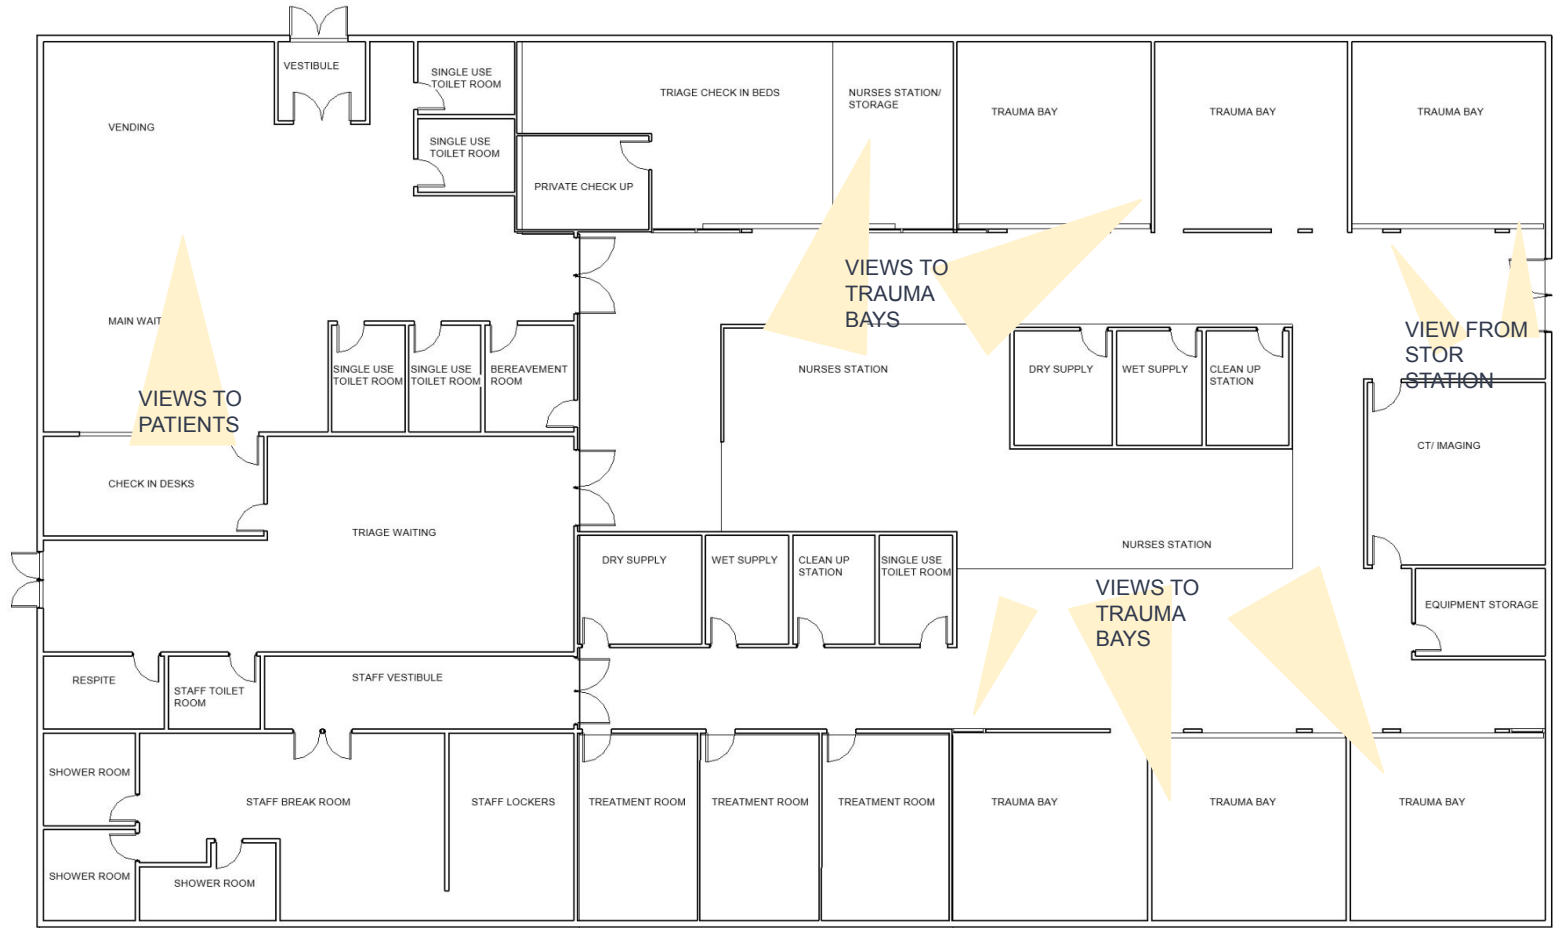 VESTIBULE
SINGLE USE
TOILET ROOM
TRIAGE CHECK IN BEDS
NURSES STATION/
STORAGE
TRAUMA BAY
TRAUMA BAY
TRAUMA BAY
VENDING
SINGLE USE
TOILET ROOM
PRIVATE CHECK UP
VIEWS TO
TRAUMA
BAYS
MAIN WAIT
VIEW FROM
STOR
STATION
SINGLE USE
TOILET ROOM
SINGLE USE
TOILET ROOM
BEREAVEMENT
ROOM
NURSES STATION
DRY SUPPLY
WET SUPPLY
CLEAN UP
STATION
VIEWS TO
PATIENTS
CT/ IMAGING
CHECK IN DESKS
TRIAGE WAITING
NURSES STATION
DRY SUPPLY
WET SUPPLY
CLEAN UP
STATION
SINGLE USE
TOILET ROOM
VIEWS TO
TRAUMA
BAYS
EQUIPMENT STORAGE
RESPITE
STAFF TOILET
ROOM
STAFF VESTIBULE
SHOWER ROOM
STAFF BREAK ROOM
STAFF LOCKERS
TREATMENT ROOM
TREATMENT ROOM
TREATMENT ROOM
TRAUMA BAY
TRAUMA BAY
TRAUMA BAY
SHOWER ROOM
SHOWER ROOM